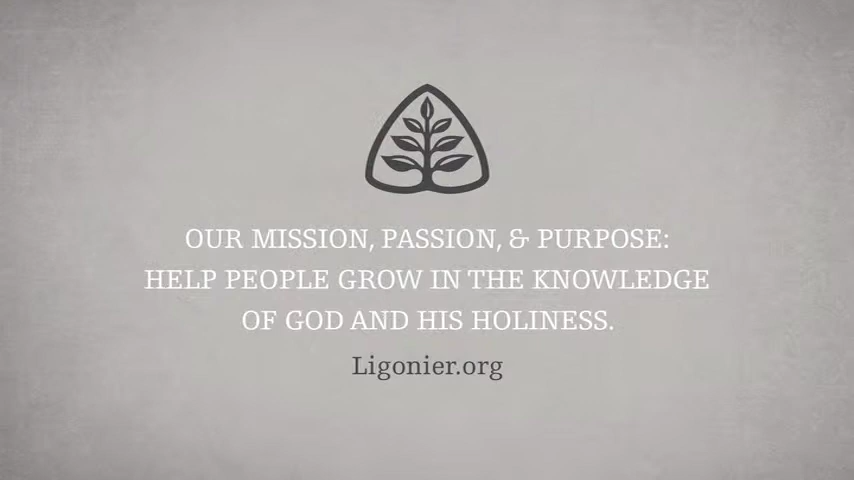 OUR MISSION, PASSION, & PURPOSE:
HELP PEOPLE GROW IN THE KNOWLEDGE
OF GOD AND HIS HOLINESS.
Ligonier.org